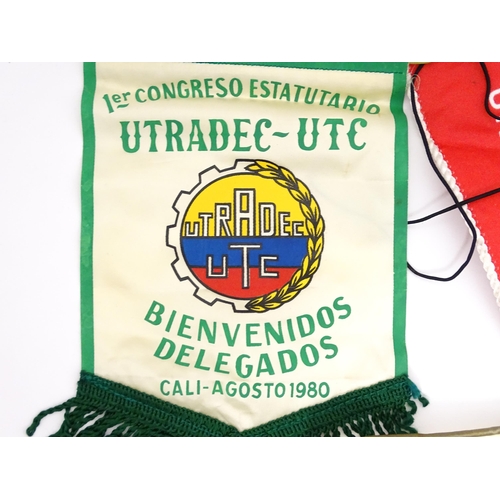 1er CONGRESO ESTATUTARIO
UTRADEC-UTC
UTRADEC
UTC
BIENVENIDOS
DELEGADOS
CALI-AGOSTO 1980